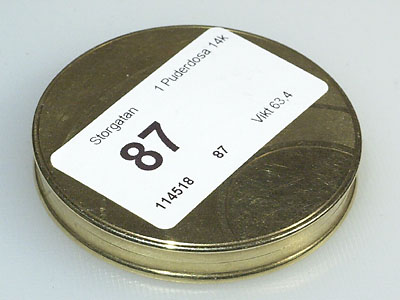 Storgatan 1 Puderdosa 14k
87
114518 87 Vikt 63.4